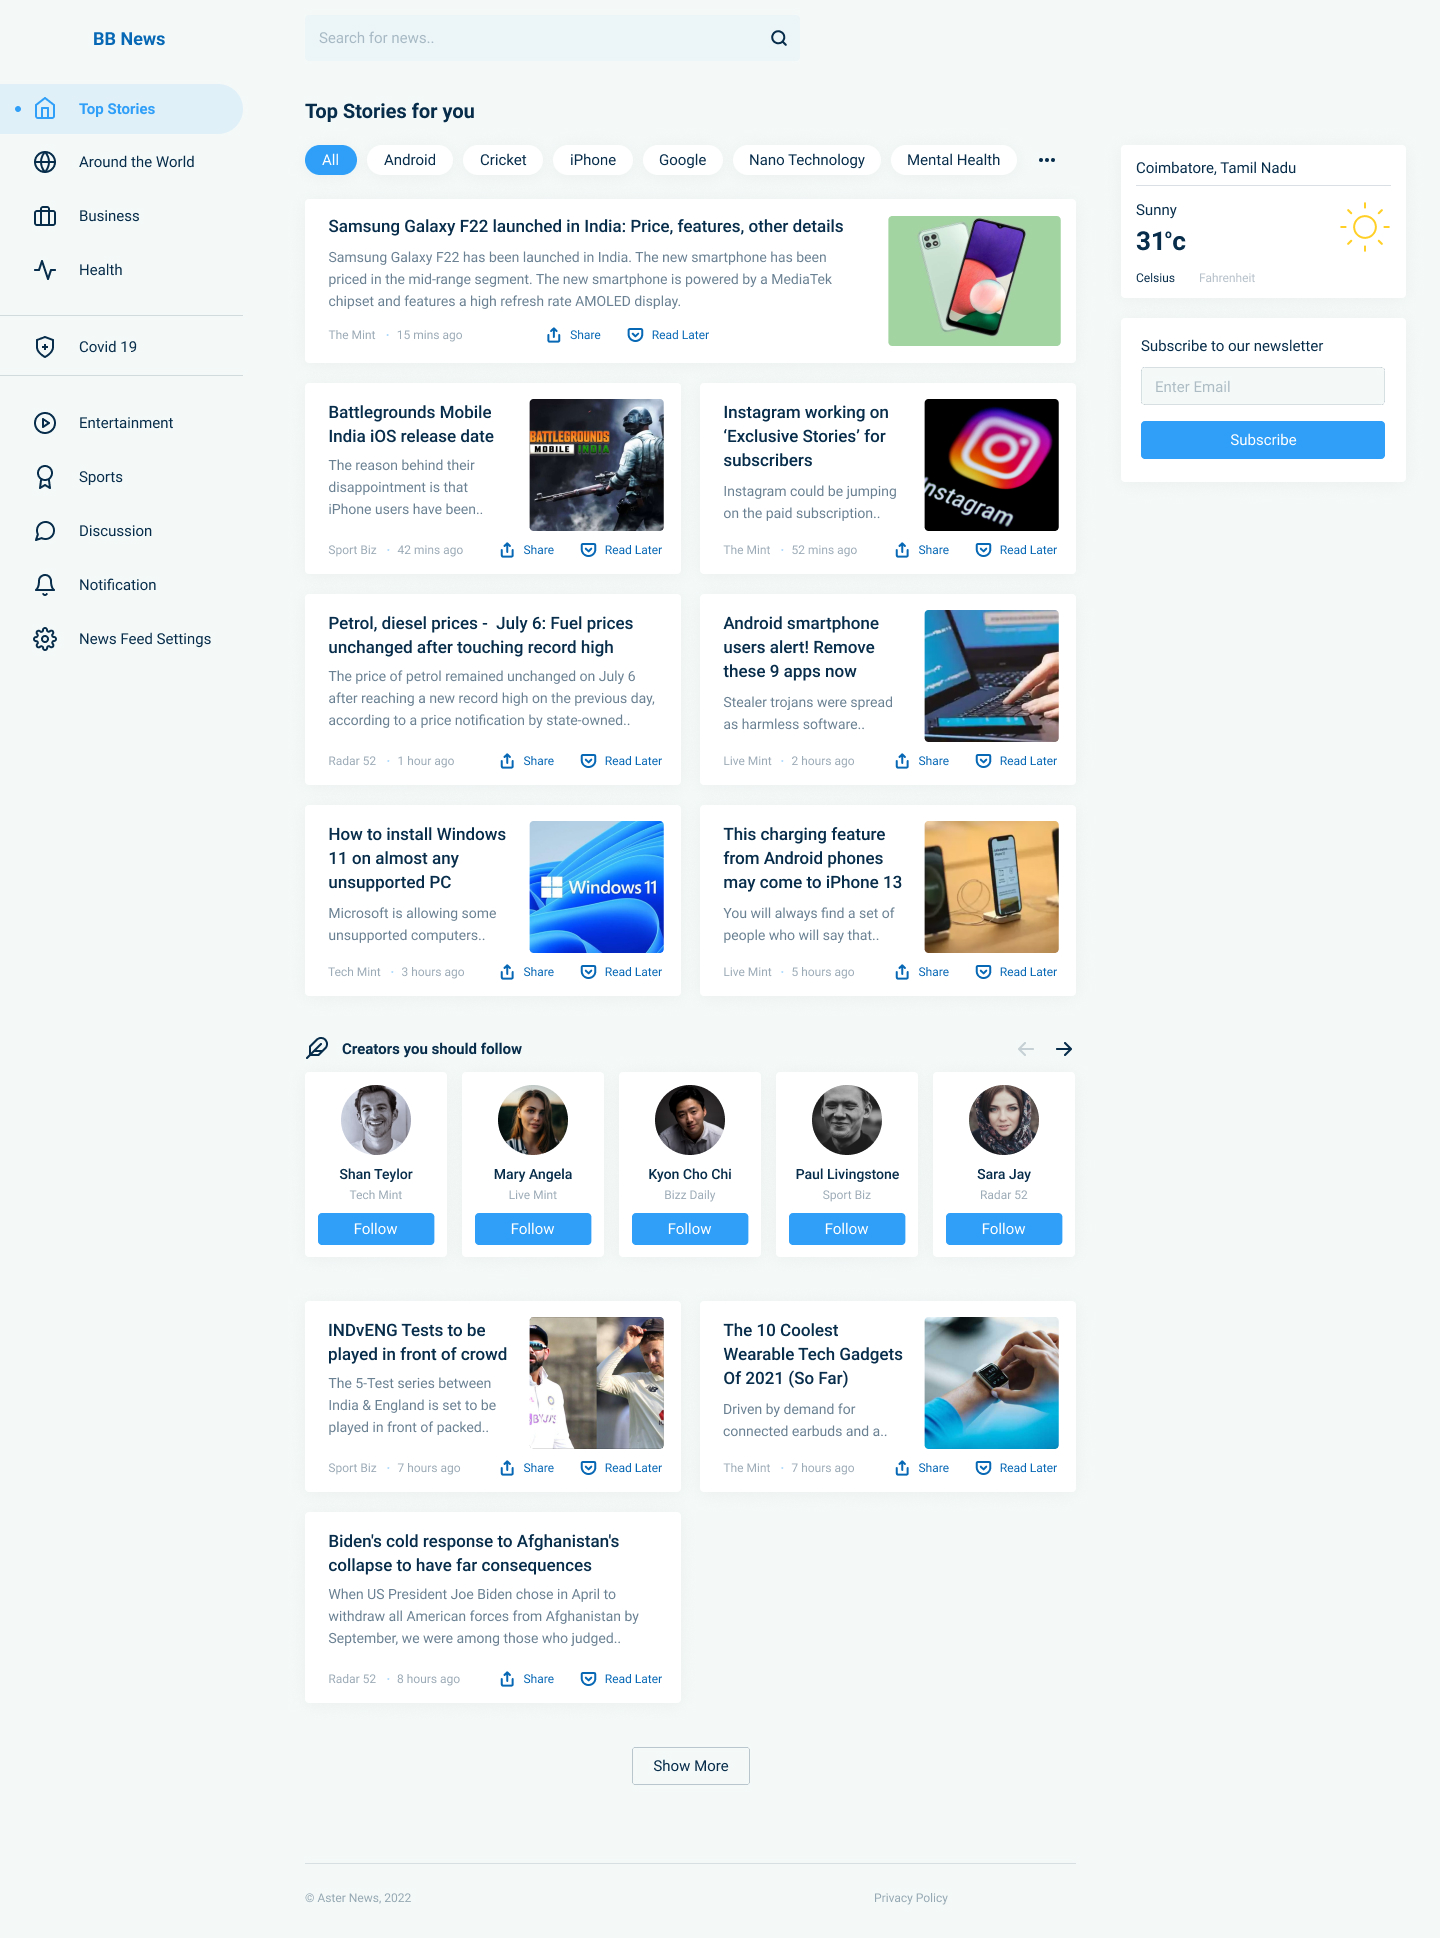 BB News
Search for news..
Top Stories
Around the World
Business
Health
Covid 19
Entertainment
Sports
Discussion
Notification
News Feed Settings
Top Stories for you
All
Android
Cricket
iPhone
Google
Nano Technology
Mental Health
Samsung Galaxy F22 launched in India: Price, features, other details
Samsung Galaxy F22 has been launched in India. The new smartphone has been
priced in the mid-range segment. The new smartphone is powered by a MediaTek
chipset and features a high refresh rate AMOLED display.
The Mint · 15 mins ago
Share
Read Later
Battlegrounds Mobile
India iOS release date
The reason behind their
disappointment is that
iPhone users have been..
BATTLEGROUNDS
MOBILE INDIA
Sport Biz · 42 mins ago
Share
Read Later
Instagram working on
‘Exclusive Stories’ for
subscribers
Instagram could be jumping
on the paid subscription..
Instagram
The Mint · 52 mins ago
Share
Read Later
Petrol, diesel prices -  July 6: Fuel prices
unchanged after touching record high
The price of petrol remained unchanged on July 6
after reaching a new record high on the previous day,
according to a price notification by state-owned..
Radar 52 · 1 hour ago
Share
Read Later
Android smartphone
users alert! Remove
these 9 apps now
Stealer trojans were spread
as harmless software..
Live Mint · 2 hours ago
Share
Read Later
How to install Windows
11 on almost any
unsupported PC
Microsoft is allowing some
unsupported computers..
Windows 11
Tech Mint · 3 hours ago
Share
Read Later
This charging feature
from Android phones
may come to iPhone 13
You will always find a set of
people who will say that..
Live Mint · 5 hours ago
Share
Read Later
Creators you should follow
Shan Teylor
Tech Mint
Follow
Mary Angela
Live Mint
Follow
Kyon Cho Chi
Bizz Daily
Follow
Paul Livingstone
Sport Biz
Follow
Sara Jay
Radar 52
Follow
INDvENG Tests to be
played in front of crowd
The 5-Test series between
India & England is set to be
played in front of packed..
Sport Biz · 7 hours ago
Share
Read Later
The 10 Coolest
Wearable Tech Gadgets
Of 2021 (So Far)
Driven by demand for
connected earbuds and a..
The Mint · 7 hours ago
Share
Read Later
Biden's cold response to Afghanistan's
collapse to have far consequences
When US President Joe Biden chose in April to
withdraw all American forces from Afghanistan by
September, we were among those who judged..
Radar 52 · 8 hours ago
Share
Read Later
Show More
© Aster News, 2022
Privacy Policy
Coimbatore, Tamil Nadu
Sunny
31°c
Celsius
Fahrenheit
Subscribe to our newsletter
Enter Email
Subscribe